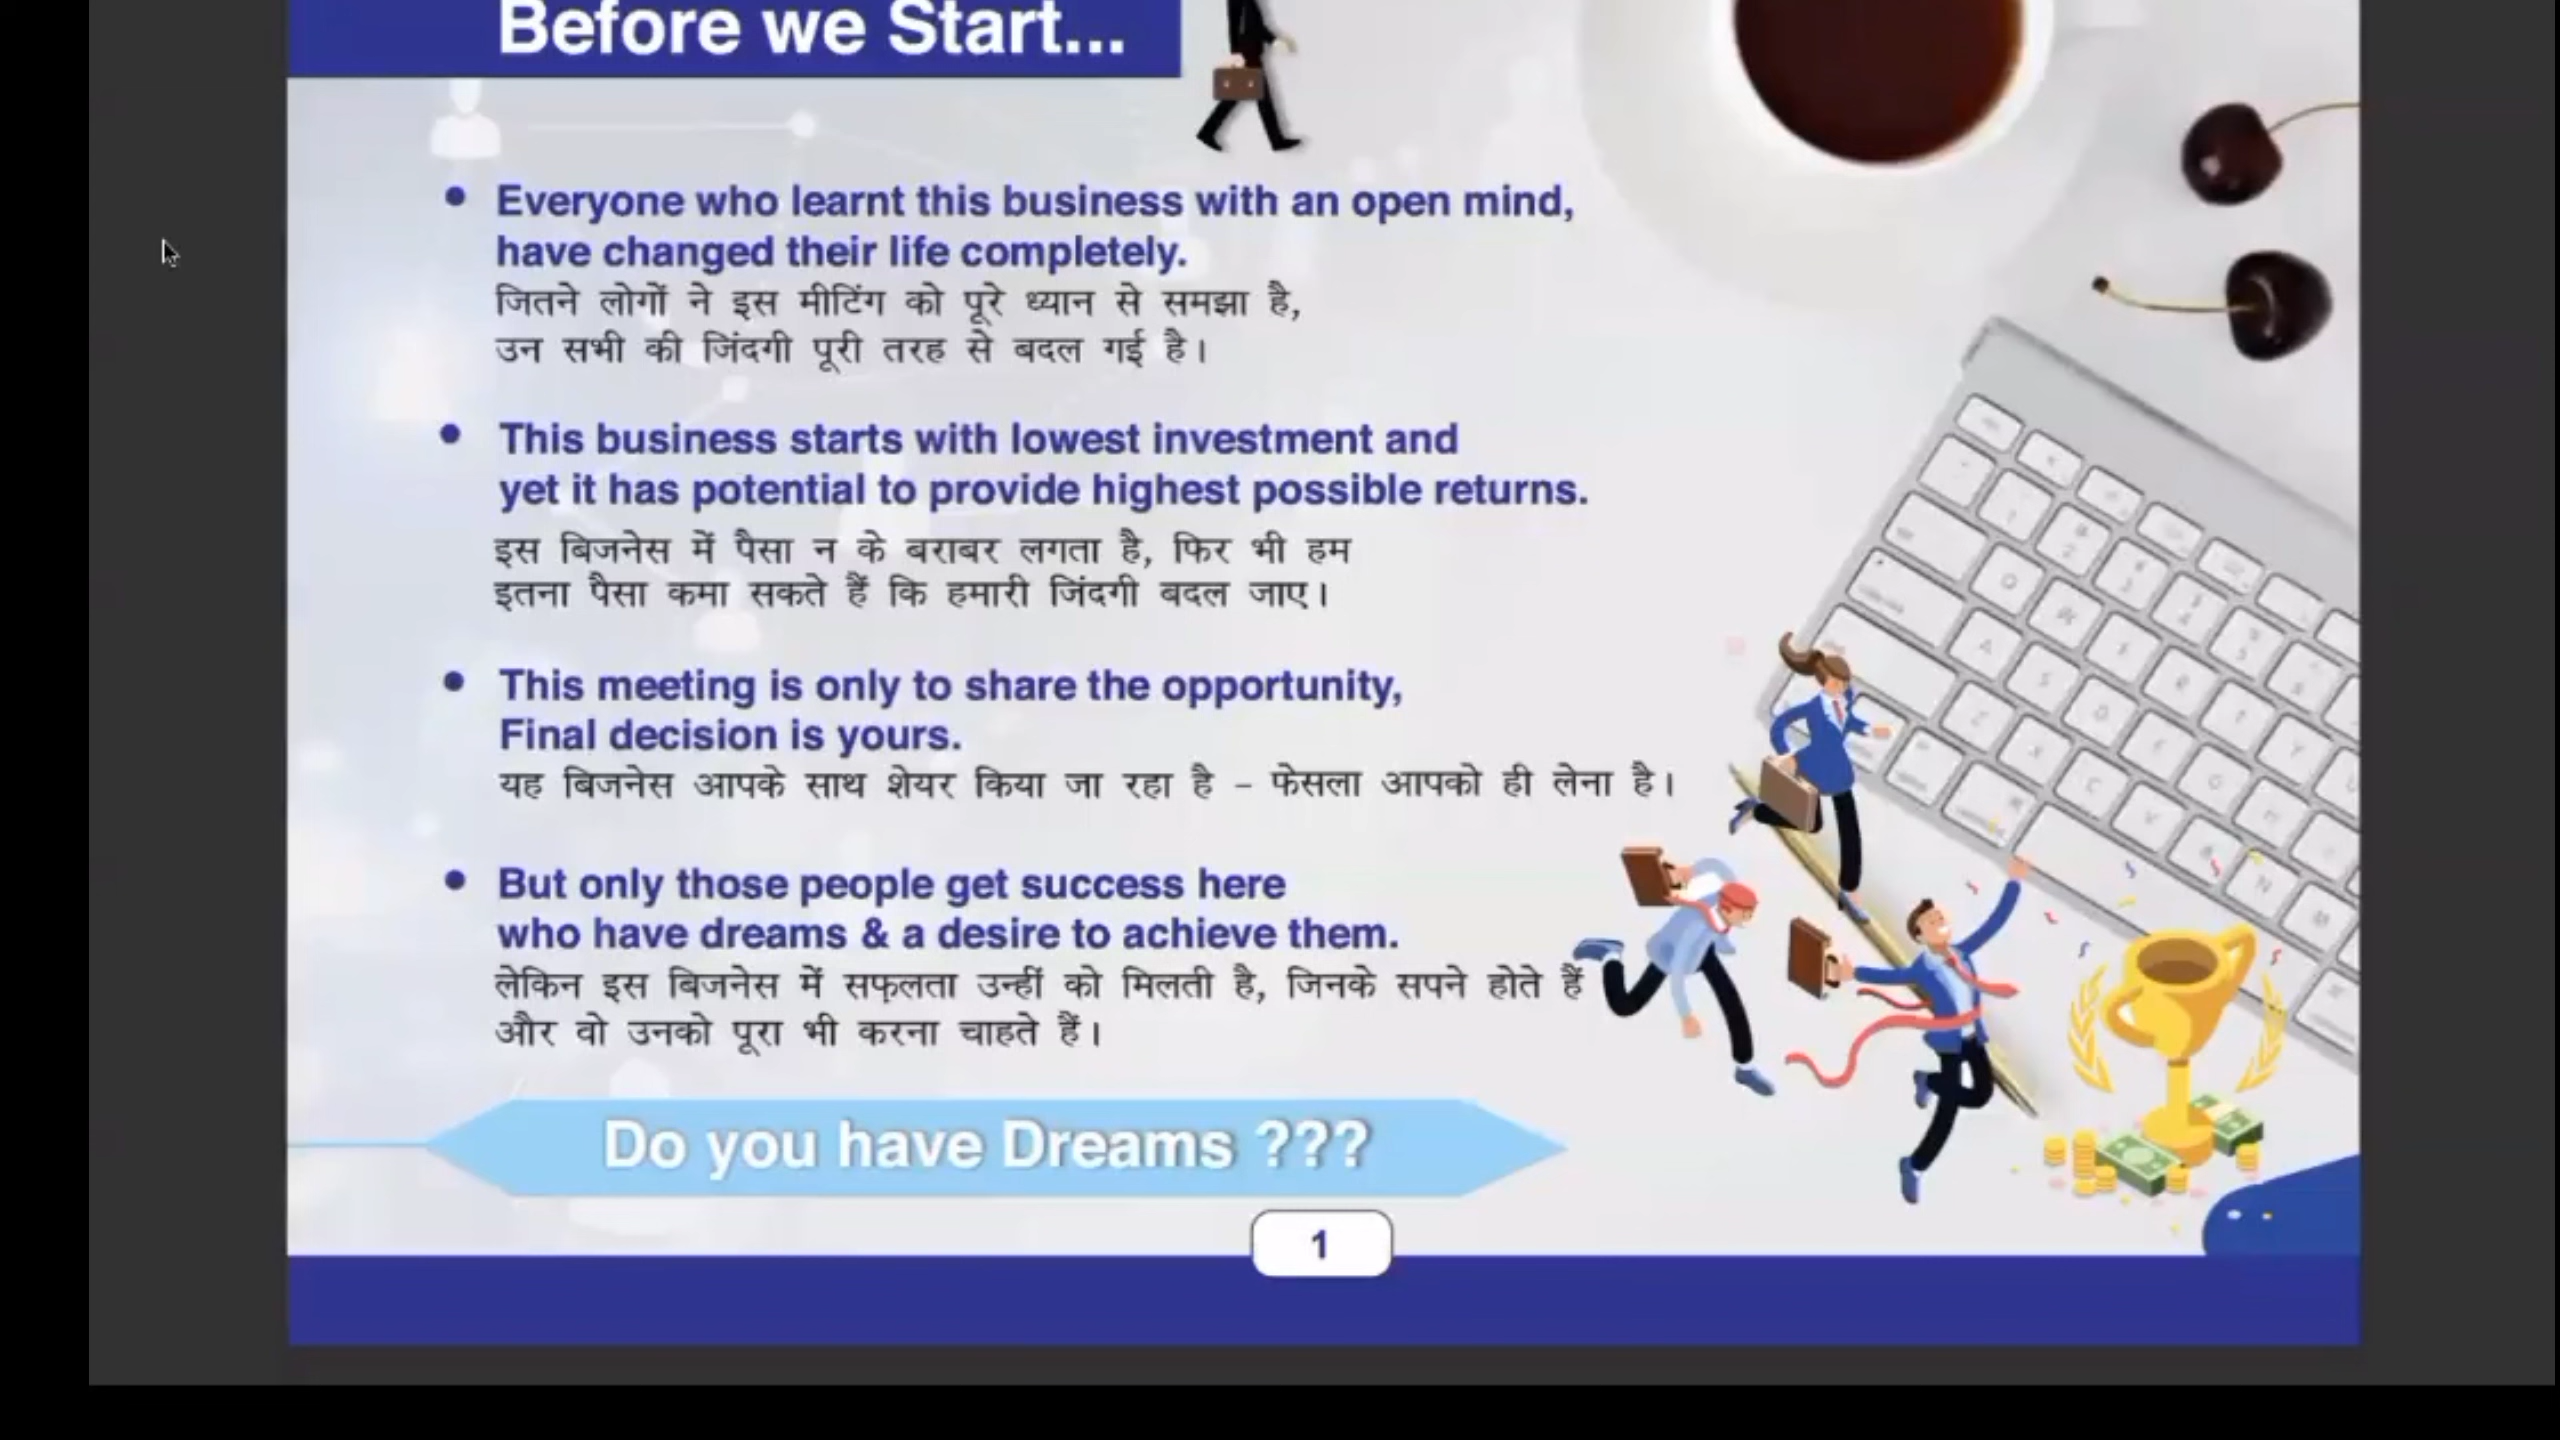 Before we Start...
• Everyone who learnt this business with an open mind,
have changed their life completely.
जितने लोगों ने इस मीटिंग को पूरे ध्यान से समझा है,
उन सभी की जिंदगी पूरी तरह से बदल गई है।
• This business starts with lowest investment and
yet it has potential to provide highest possible returns.
इस बिजनेस में पैसा न के बराबर लगता है, फिर भी हम
इतना पैसा कमा सकते हैं कि हमारी जिंदगी बदल जाए।
• This meeting is only to share the opportunity,
Final decision is yours.
यह बिजनेस आपके साथ शेयर किया जा रहा है – फेसला आपको ही लेना है।
• But only those people get success here
who have dreams & a desire to achieve them.
लेकिन इस बिजनेस में सफ़लता उन्हीं को मिलती है, जिनके सपने होते हैं
और वो उनको पूरा भी करना चाहते हैं।
Do you have Dreams ???
1